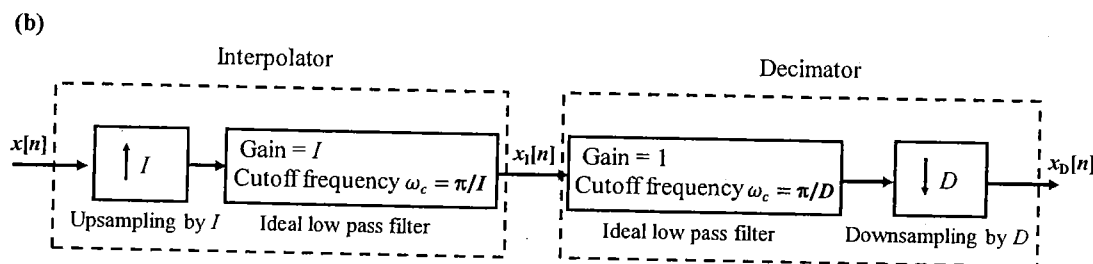 (b)
Interpolator
Decimator
x[n]
↑ I
Gain = I
Cutoff frequency ω_c = π/I
x_I[n]
Gain = 1
Cutoff frequency ω_c = π/D
↓ D
x_D[n]
Upsampling by I
Ideal low pass filter
Ideal low pass filter
Downsampling by D